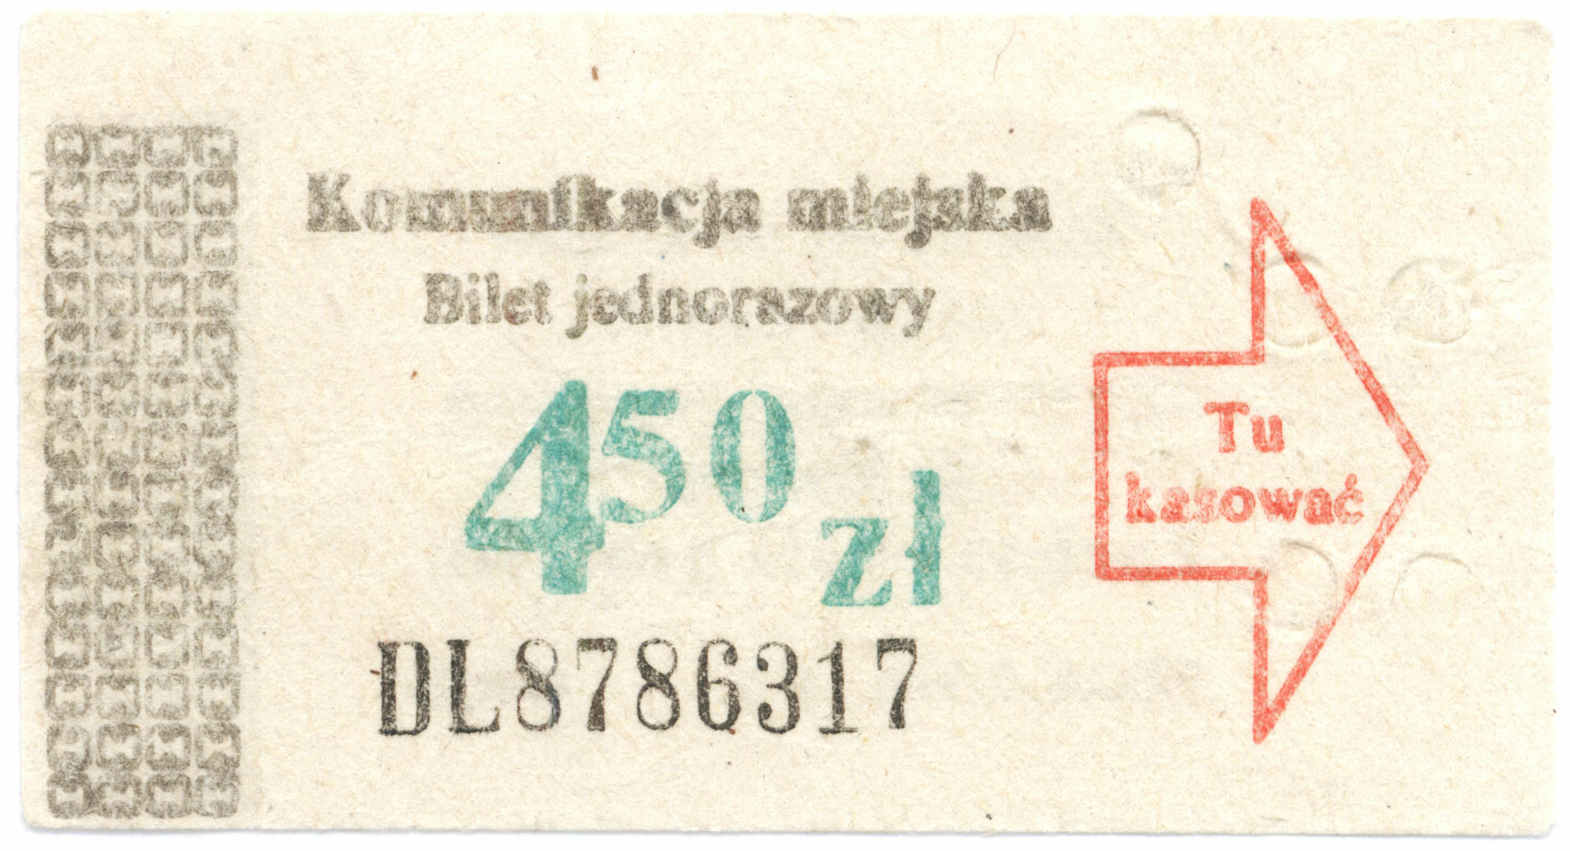 Komunikacja miejska
Bilet jednorazowy
4⁵⁰ zł
DL8786317
Tu
kasować